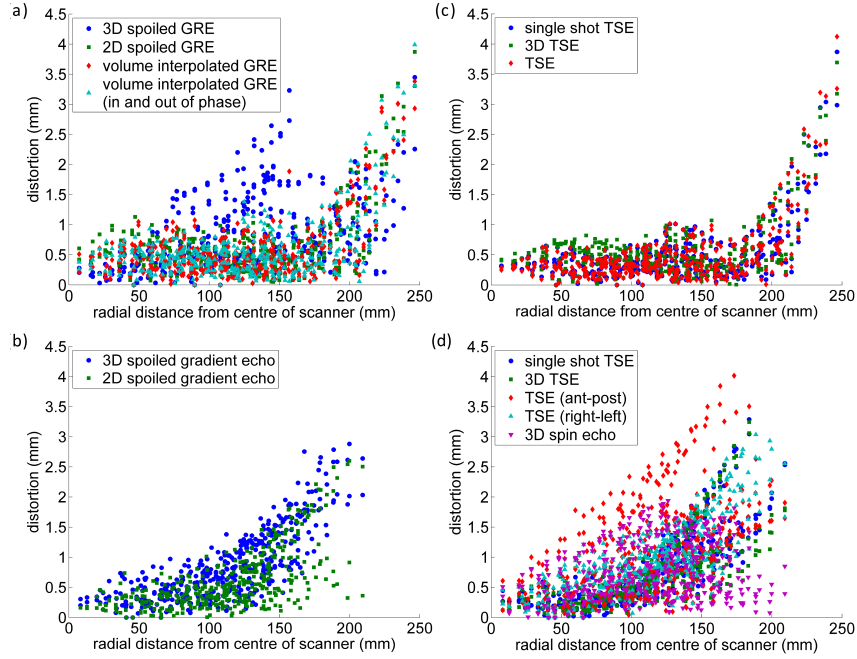 a)
3D spoiled GRE
2D spoiled GRE
volume interpolated GRE
volume interpolated GRE
(in and out of phase)
distortion (mm)
4.5
4
3.5
3
2.5
2
1.5
1
0.5
0
0 50 100 150 200 250
radial distance from centre of scanner (mm)
(c)
single shot TSE
3D TSE
TSE
distortion (mm)
4.5
4
3.5
3
2.5
2
1.5
1
0.5
0
0 50 100 150 200 250
radial distance from centre of scanner (mm)
b)
3D spoiled gradient echo
2D spoiled gradient echo
distortion (mm)
4.5
4
3.5
3
2.5
2
1.5
1
0.5
0
0 50 100 150 200 250
radial distance from centre of scanner (mm)
(d)
single shot TSE
3D TSE
TSE (ant-post)
TSE (right-left)
3D spin echo
distortion (mm)
4.5
4
3.5
3
2.5
2
1.5
1
0.5
0
0 50 100 150 200 250
radial distance from centre of scanner (mm)